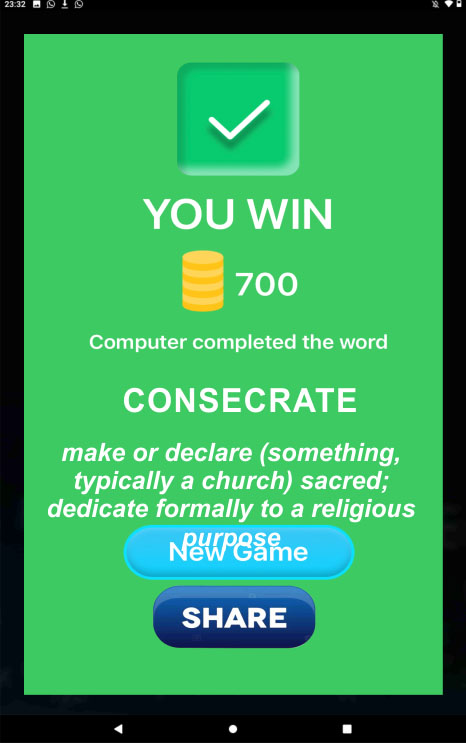 23:32
YOU WIN
700
Computer completed the word
CONSECRATE
make or declare (something,
typically a church) sacred;
dedicate formally to a religious
purpose
New Game
SHARE